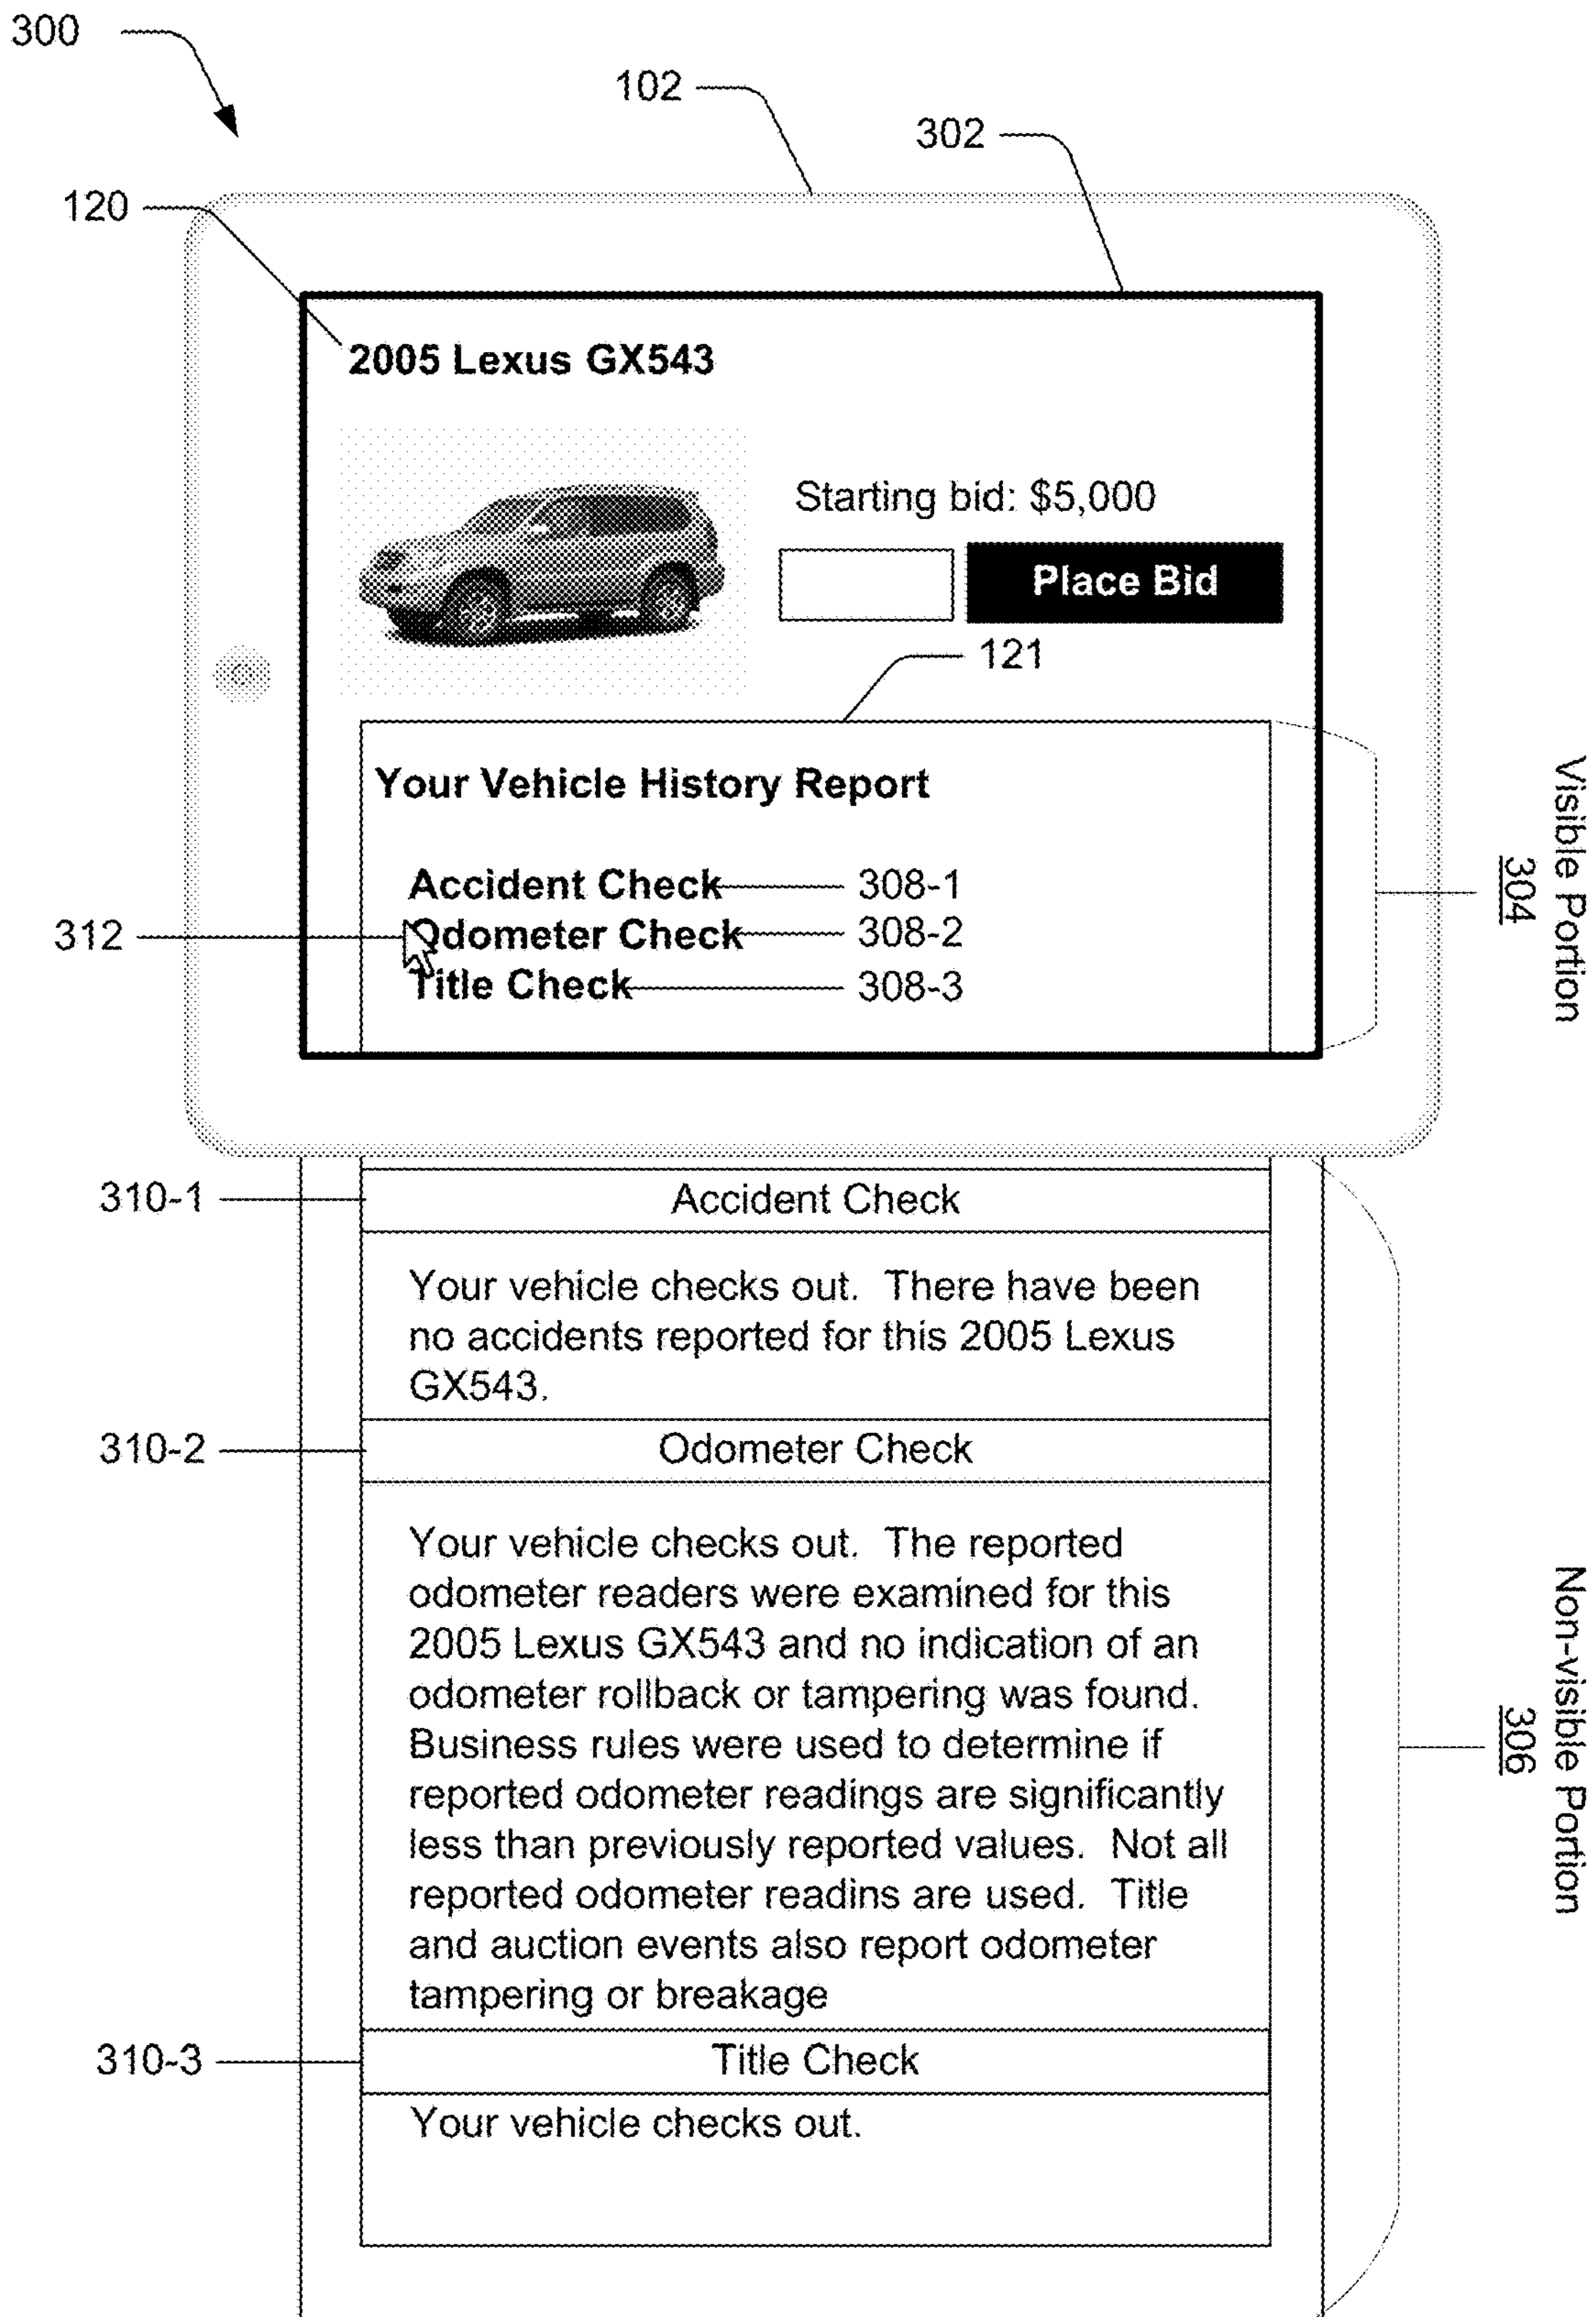 300
102
302
120
2005 Lexus GX543
Starting bid: $5,000
Place Bid
121
Your Vehicle History Report
Accident Check 308-1
312 Odometer Check 308-2
Title Check 308-3
Visible Portion
304
310-1 Accident Check
Your vehicle checks out. There have been
no accidents reported for this 2005 Lexus
GX543.
310-2 Odometer Check
Your vehicle checks out. The reported
odometer readers were examined for this
2005 Lexus GX543 and no indication of an
odometer rollback or tampering was found.
Business rules were used to determine if
reported odometer readings are significantly
less than previously reported values. Not all
reported odometer readins are used. Title
and auction events also report odometer
tampering or breakage
Non-visible Portion
306
310-3 Title Check
Your vehicle checks out.